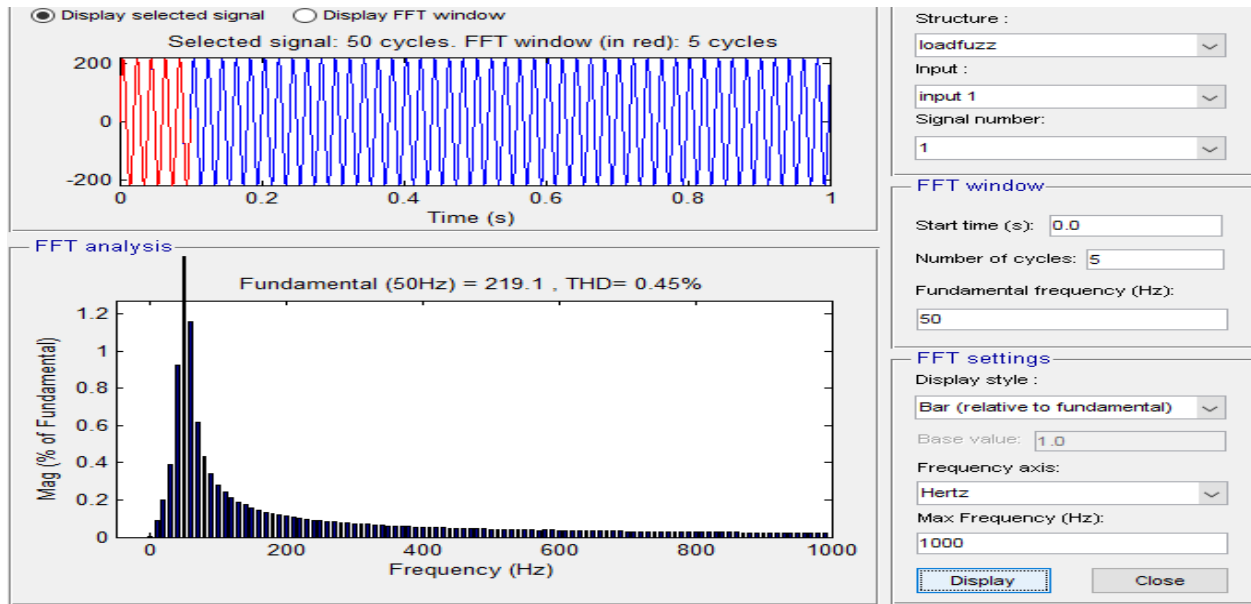 Display selected signal
Display FFT window
Selected signal: 50 cycles. FFT window (in red): 5 cycles
200
0
-200
0
0.2
0.4
0.6
0.8
1
Time (s)
FFT analysis
Fundamental (50Hz) = 219.1 , THD= 0.45%
Mag (% of Fundamental)
1.2
1
0.8
0.6
0.4
0.2
0
0
200
400
600
800
1000
Frequency (Hz)
Structure :
loadfuzz
Input :
input 1
Signal number:
1
FFT window
Start time (s): 0.0
Number of cycles: 5
Fundamental frequency (Hz):
50
FFT settings
Display style :
Bar (relative to fundamental)
Base value: 1.0
Frequency axis:
Hertz
Max Frequency (Hz):
1000
Display
Close